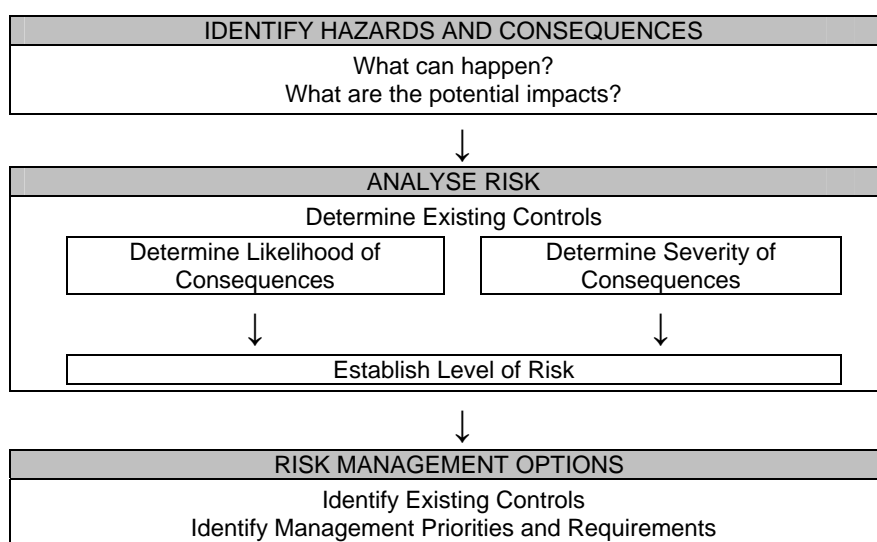 IDENTIFY HAZARDS AND CONSEQUENCES
What can happen?
What are the potential impacts?
↓
ANALYSE RISK
Determine Existing Controls
Determine Likelihood of
Consequences
Determine Severity of
Consequences
↓ ↓
Establish Level of Risk
↓
RISK MANAGEMENT OPTIONS
Identify Existing Controls
Identify Management Priorities and Requirements